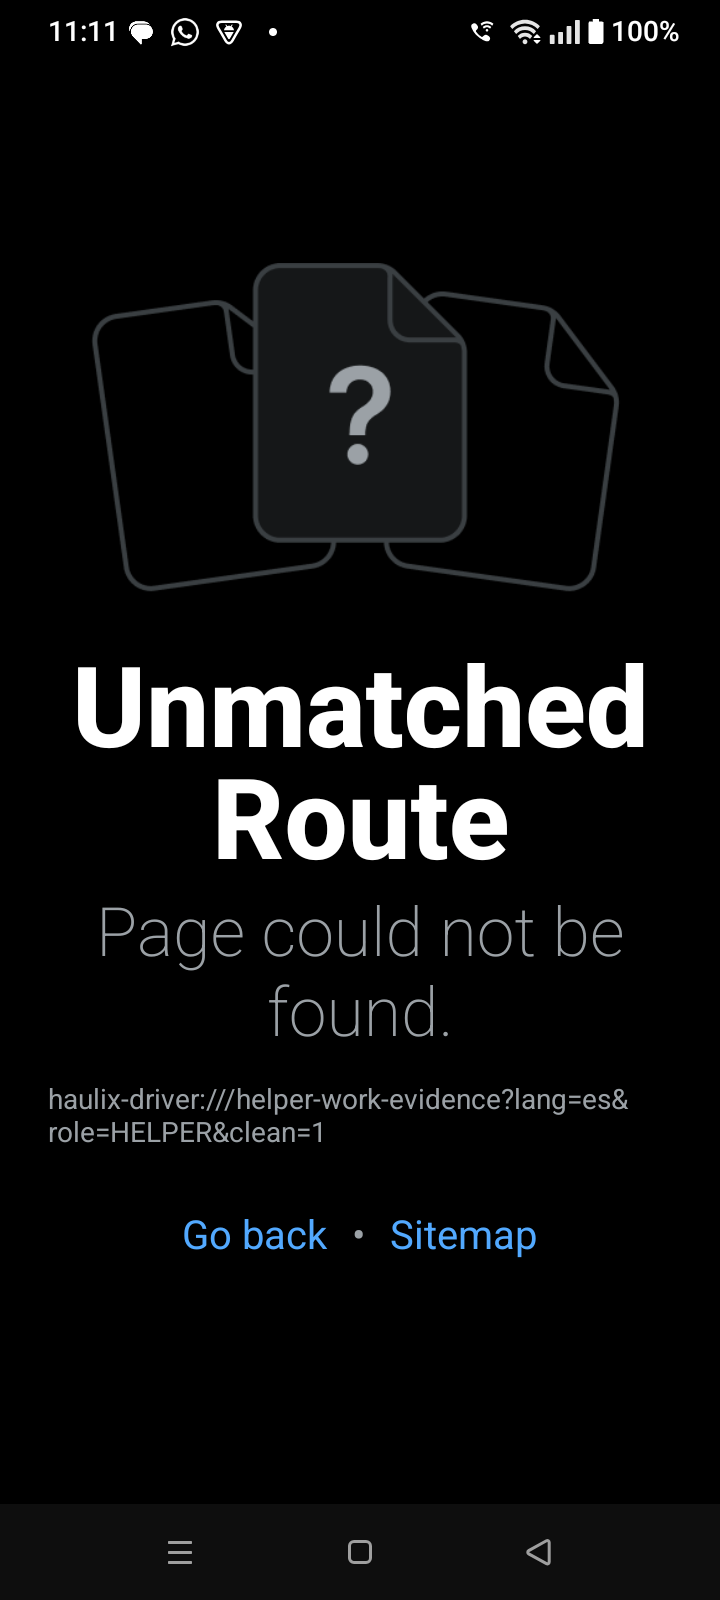 11:11 100%
?
Unmatched
Route
Page could not be
found.
haulix-driver:///helper-work-evidence?lang=es&
role=HELPER&clean=1
Go back • Sitemap